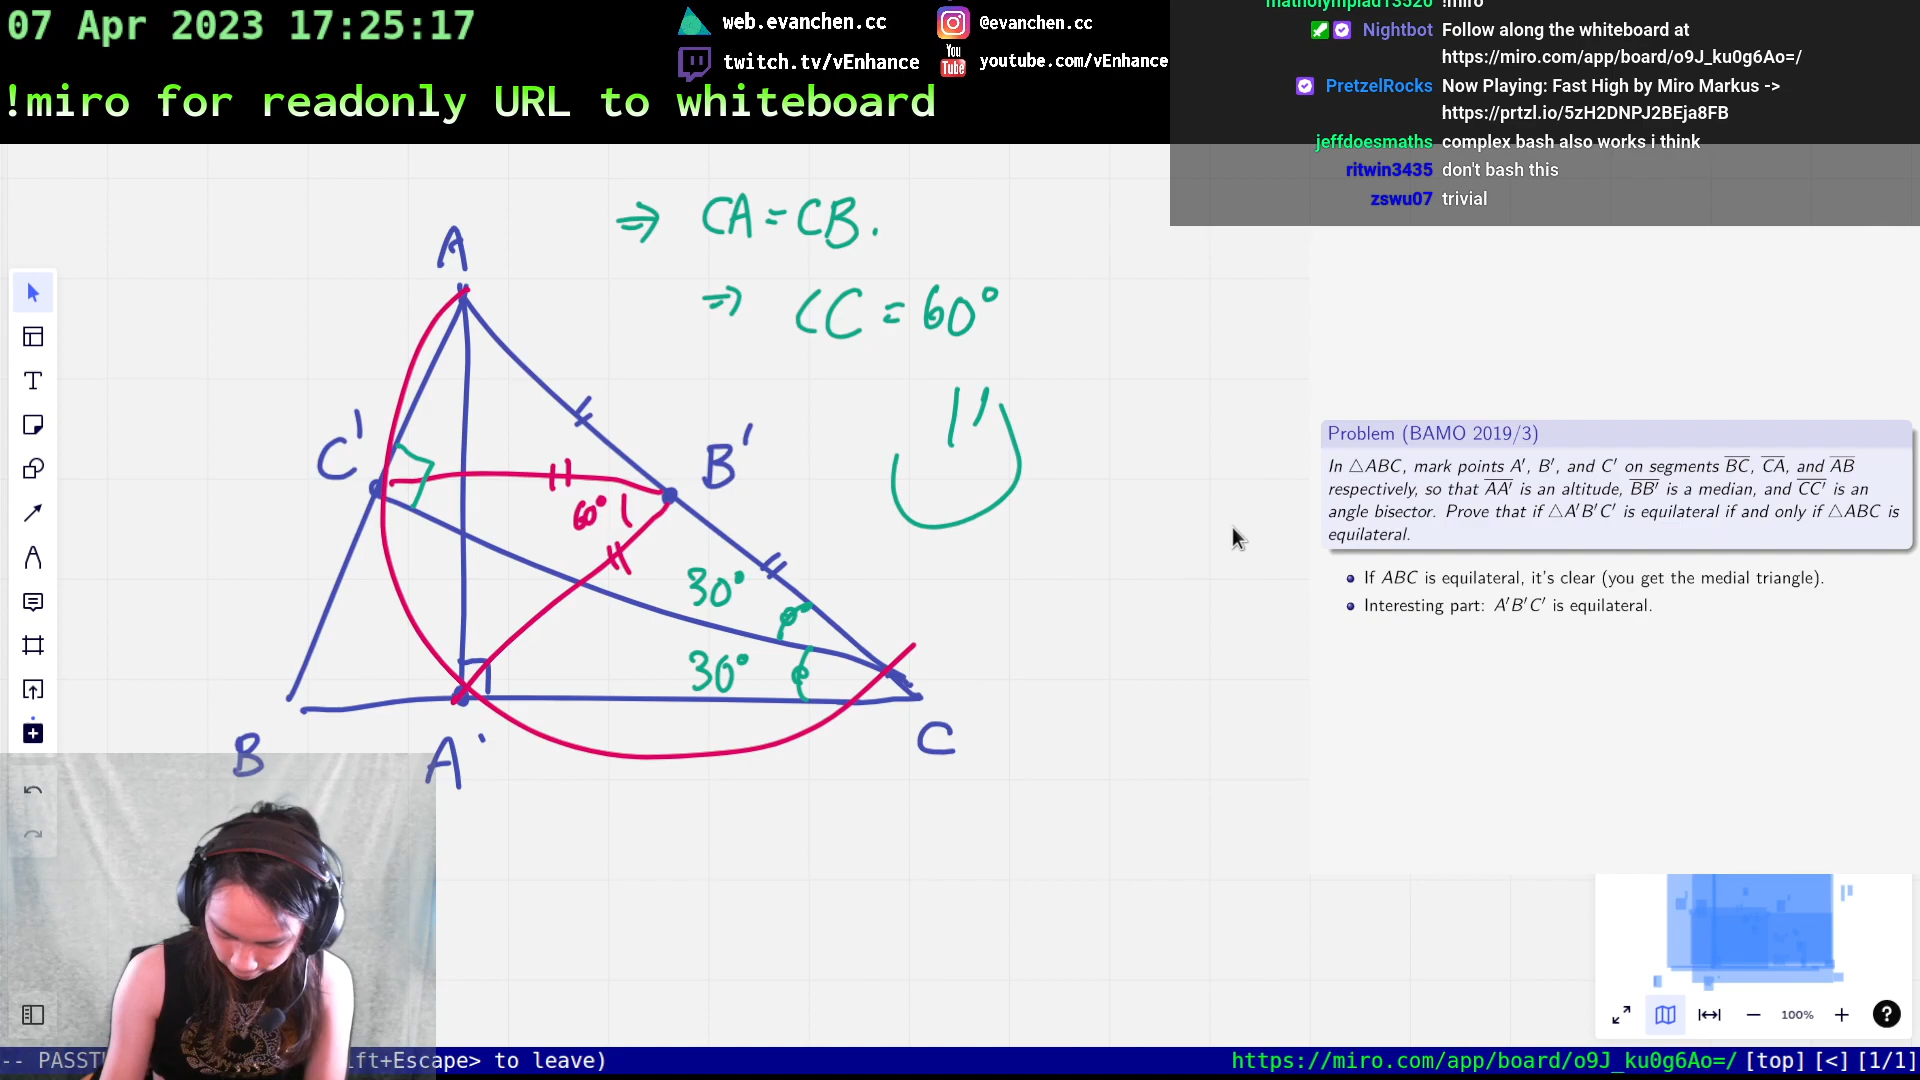 07 Apr 2023 17:25:17
!miro for readonly URL to whiteboard
web.evanchen.cc
@evanchen.cc
twitch.tv/vEnhance
You
Tube
youtube.com/vEnhance
matholympiad13520 !miro
Nightbot Follow along the whiteboard at
https://miro.com/app/board/o9J_ku0g6Ao=/
PretzelRocks Now Playing: Fast High by Miro Markus ->
https://prtzl.io/5zH2DNPJ2BEja8FB
jeffdoesmaths complex bash also works i think
ritwin3435 don't bash this
zswu07 trivial
⇒ CA = CB.
⇒ ∠C = 60°
A
C'
B'
60°
30°
30°
B
A'
C
Problem (BAMO 2019/3)
In △ABC, mark points A′, B′, and C′ on segments BC, CA, and AB
respectively, so that AA′ is an altitude, BB′ is a median, and CC′ is an
angle bisector. Prove that if △A′B′C′ is equilateral if and only if △ABC is
equilateral.
• If ABC is equilateral, it's clear (you get the medial triangle).
• Interesting part: A′B′C′ is equilateral.
T
100%
?
-- PASST
ift+Escape> to leave)
https://miro.com/app/board/o9J_ku0g6Ao=/ [top] [<] [1/1]